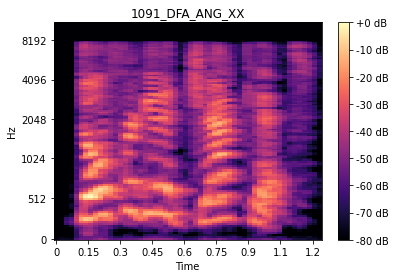 1091_DFA_ANG_XX
+0 dB
8192
-10 dB
4096
-20 dB
-30 dB
2048
Hz
-40 dB
1024
-50 dB
512
-60 dB
-70 dB
0
-80 dB
0 0.15 0.3 0.45 0.6 0.75 0.9 1.1 1.2
Time